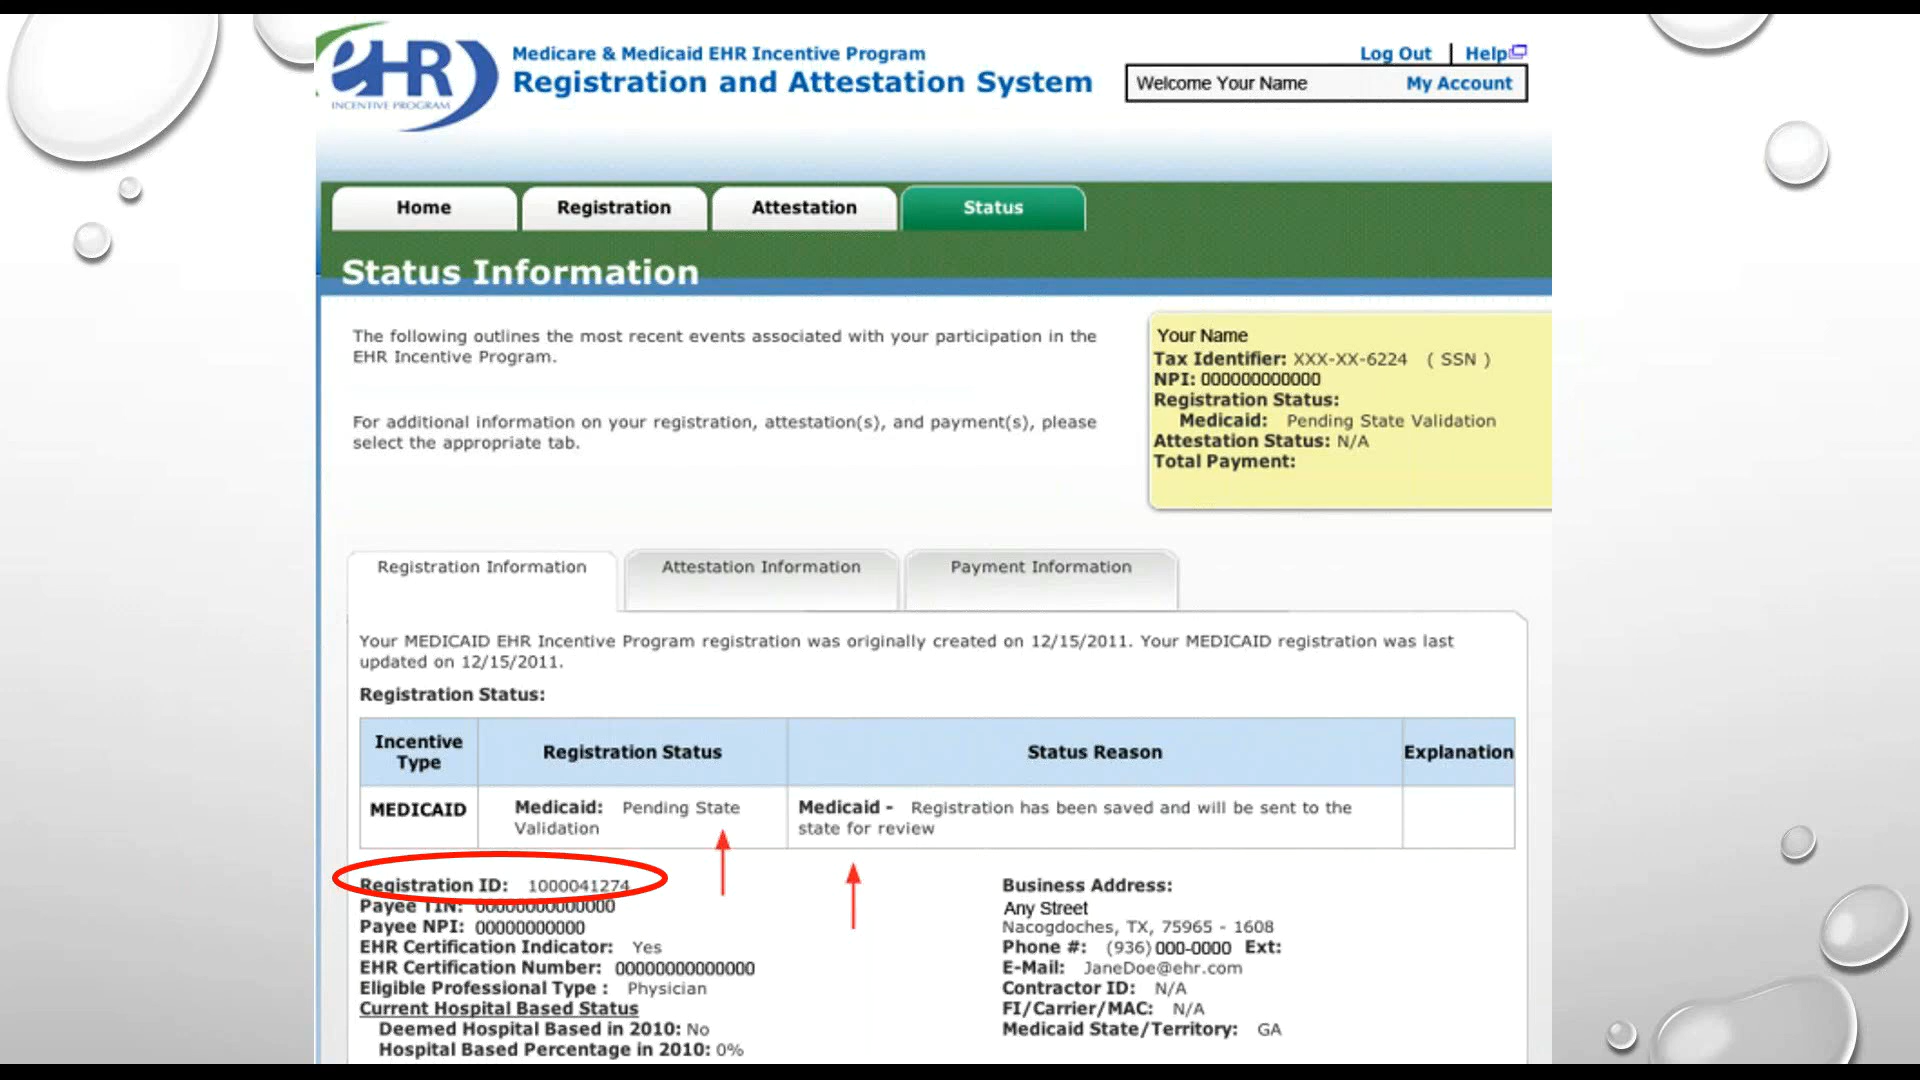 eHR
INCENTIVE PROGRAM
Medicare & Medicaid EHR Incentive Program
Registration and Attestation System
Log Out | Help
Welcome Your Name My Account
Home Registration Attestation Status
Status Information
The following outlines the most recent events associated with your participation in the
EHR Incentive Program.
For additional information on your registration, attestation(s), and payment(s), please
select the appropriate tab.
Your Name
Tax Identifier: XXX-XX-6224 ( SSN )
NPI: 000000000000
Registration Status:
Medicaid: Pending State Validation
Attestation Status: N/A
Total Payment:
Registration Information Attestation Information Payment Information
Your MEDICAID EHR Incentive Program registration was originally created on 12/15/2011. Your MEDICAID registration was last
updated on 12/15/2011.
Registration Status:
Incentive
Type
Registration Status
Status Reason
Explanation
MEDICAID
Medicaid: Pending State
Validation
Medicaid - Registration has been saved and will be sent to the
state for review
Registration ID: 1000041274
Payee TIN: 00000000000000
Payee NPI: 00000000000
EHR Certification Indicator: Yes
EHR Certification Number: 00000000000000
Eligible Professional Type : Physician
Current Hospital Based Status
Deemed Hospital Based in 2010: No
Hospital Based Percentage in 2010: 0%
Business Address:
Any Street
Nacogdoches, TX, 75965 - 1608
Phone #: (936) 000-0000 Ext:
E-Mail: JaneDoe@ehr.com
Contractor ID: N/A
FI/Carrier/MAC: N/A
Medicaid State/Territory: GA